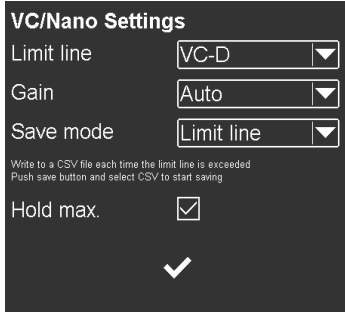 VC/Nano Settings
Limit line VC-D
Gain Auto
Save mode Limit line
Write to a CSV file each time the limit line is exceeded
Push save button and select CSV to start saving
Hold max.